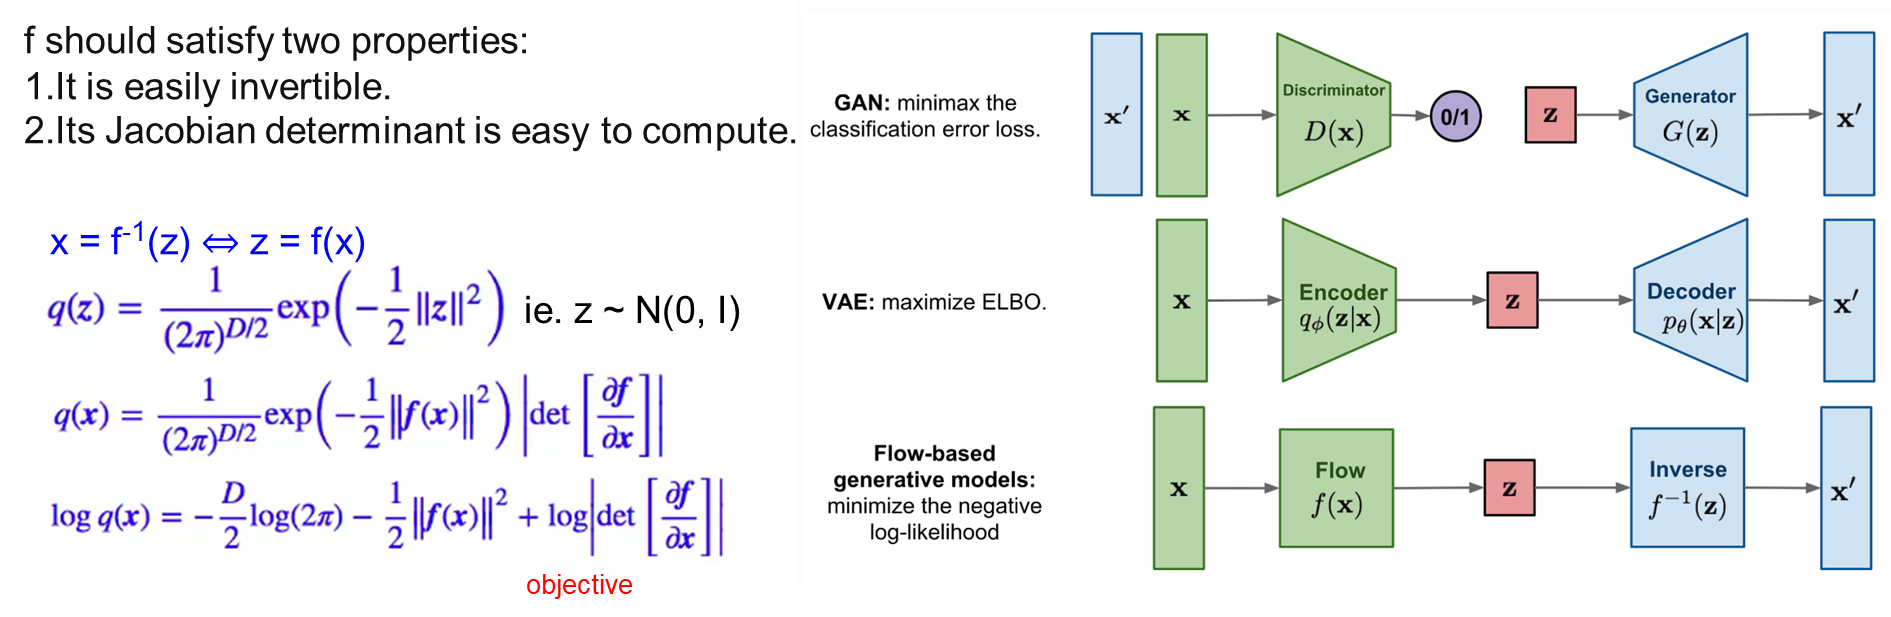 f should satisfy two properties:
1.It is easily invertible.
2.Its Jacobian determinant is easy to compute.
x = f⁻¹(z) ⇔ z = f(x)
q(z) = 1/(2π)^{D/2} exp(−1/2 ‖z‖²) ie. z ~ N(0, I)
q(x) = 1/(2π)^{D/2} exp(−1/2 ‖f(x)‖²) |det [∂f/∂x]|
log q(x) = −D/2 log(2π) − 1/2 ‖f(x)‖² + log|det [∂f/∂x]|
objective
GAN: minimax the
classification error loss.
x′
x
Discriminator
D(x)
0/1
z
Generator
G(z)
x′
VAE: maximize ELBO.
x
Encoder
qϕ(z|x)
z
Decoder
pθ(x|z)
x′
Flow-based
generative models:
minimize the negative
log-likelihood
x
Flow
f(x)
z
Inverse
f⁻¹(z)
x′